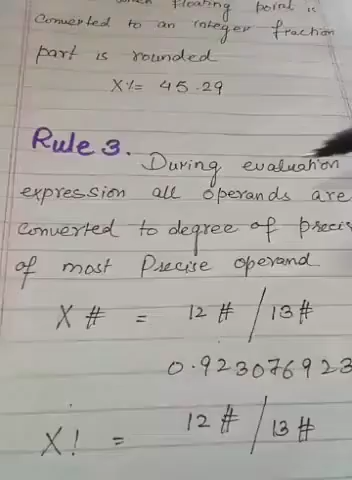 floating point is
converted to an integer fraction
part is rounded
X%= 45.29
Rule 3.
During evaluation
expression all operands are
converted to degree of precis
of most Precise operand
X # = 12 # / 13 #
0.923076923
X! = 12 # / 13 #